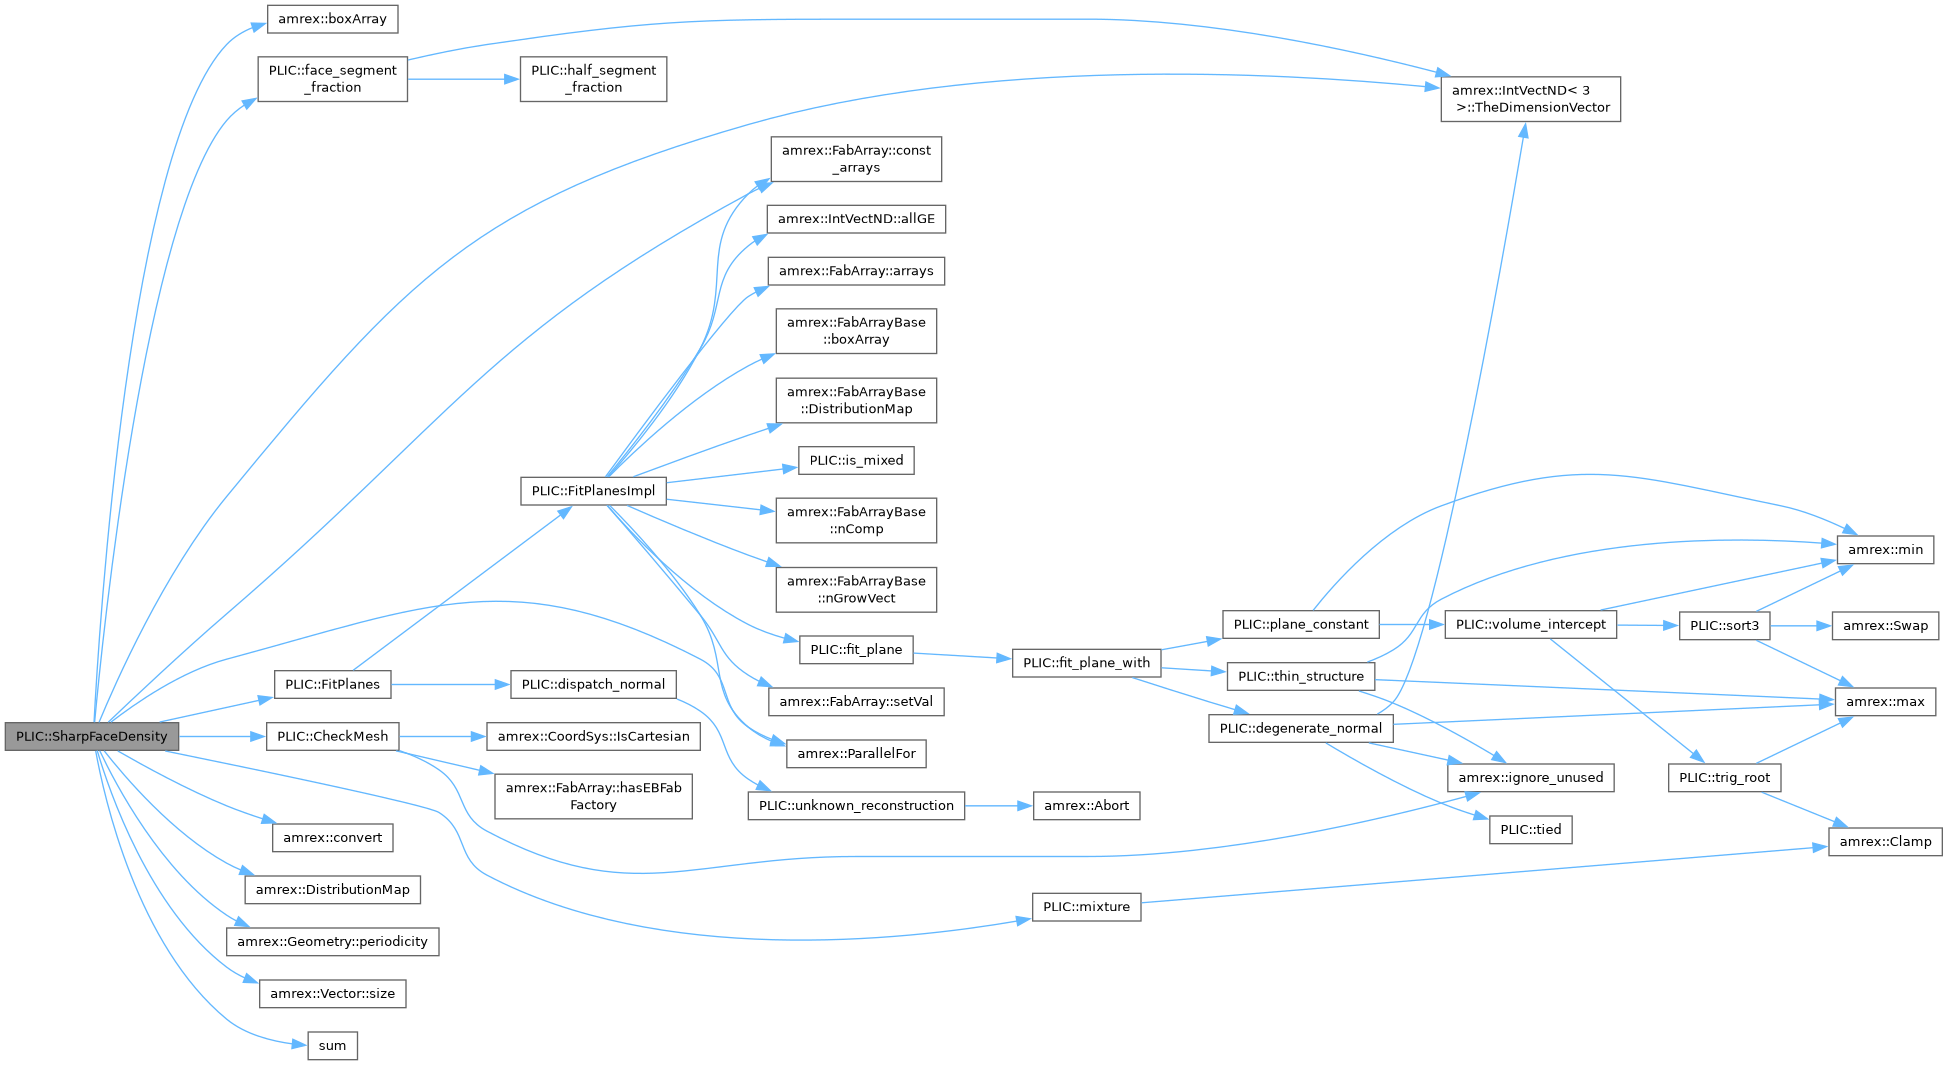 amrex::boxArray
PLIC::face_segment
_fraction
PLIC::half_segment
_fraction
amrex::IntVectND< 3
>::TheDimensionVector
amrex::FabArray::const
_arrays
amrex::IntVectND::allGE
amrex::FabArray::arrays
amrex::FabArrayBase
::boxArray
amrex::FabArrayBase
::DistributionMap
PLIC::is_mixed
PLIC::FitPlanesImpl
amrex::FabArrayBase
::nComp
amrex::FabArrayBase
::nGrowVect
PLIC::fit_plane
PLIC::fit_plane_with
PLIC::plane_constant
PLIC::volume_intercept
PLIC::sort3
amrex::min
amrex::Swap
PLIC::thin_structure
PLIC::FitPlanes
PLIC::dispatch_normal
amrex::FabArray::setVal
amrex::max
PLIC::degenerate_normal
PLIC::SharpFaceDensity
PLIC::CheckMesh
amrex::CoordSys::IsCartesian
amrex::ParallelFor
amrex::ignore_unused
PLIC::trig_root
amrex::FabArray::hasEBFab
Factory
PLIC::unknown_reconstruction
amrex::Abort
PLIC::tied
amrex::convert
amrex::Clamp
amrex::DistributionMap
PLIC::mixture
amrex::Geometry::periodicity
amrex::Vector::size
sum